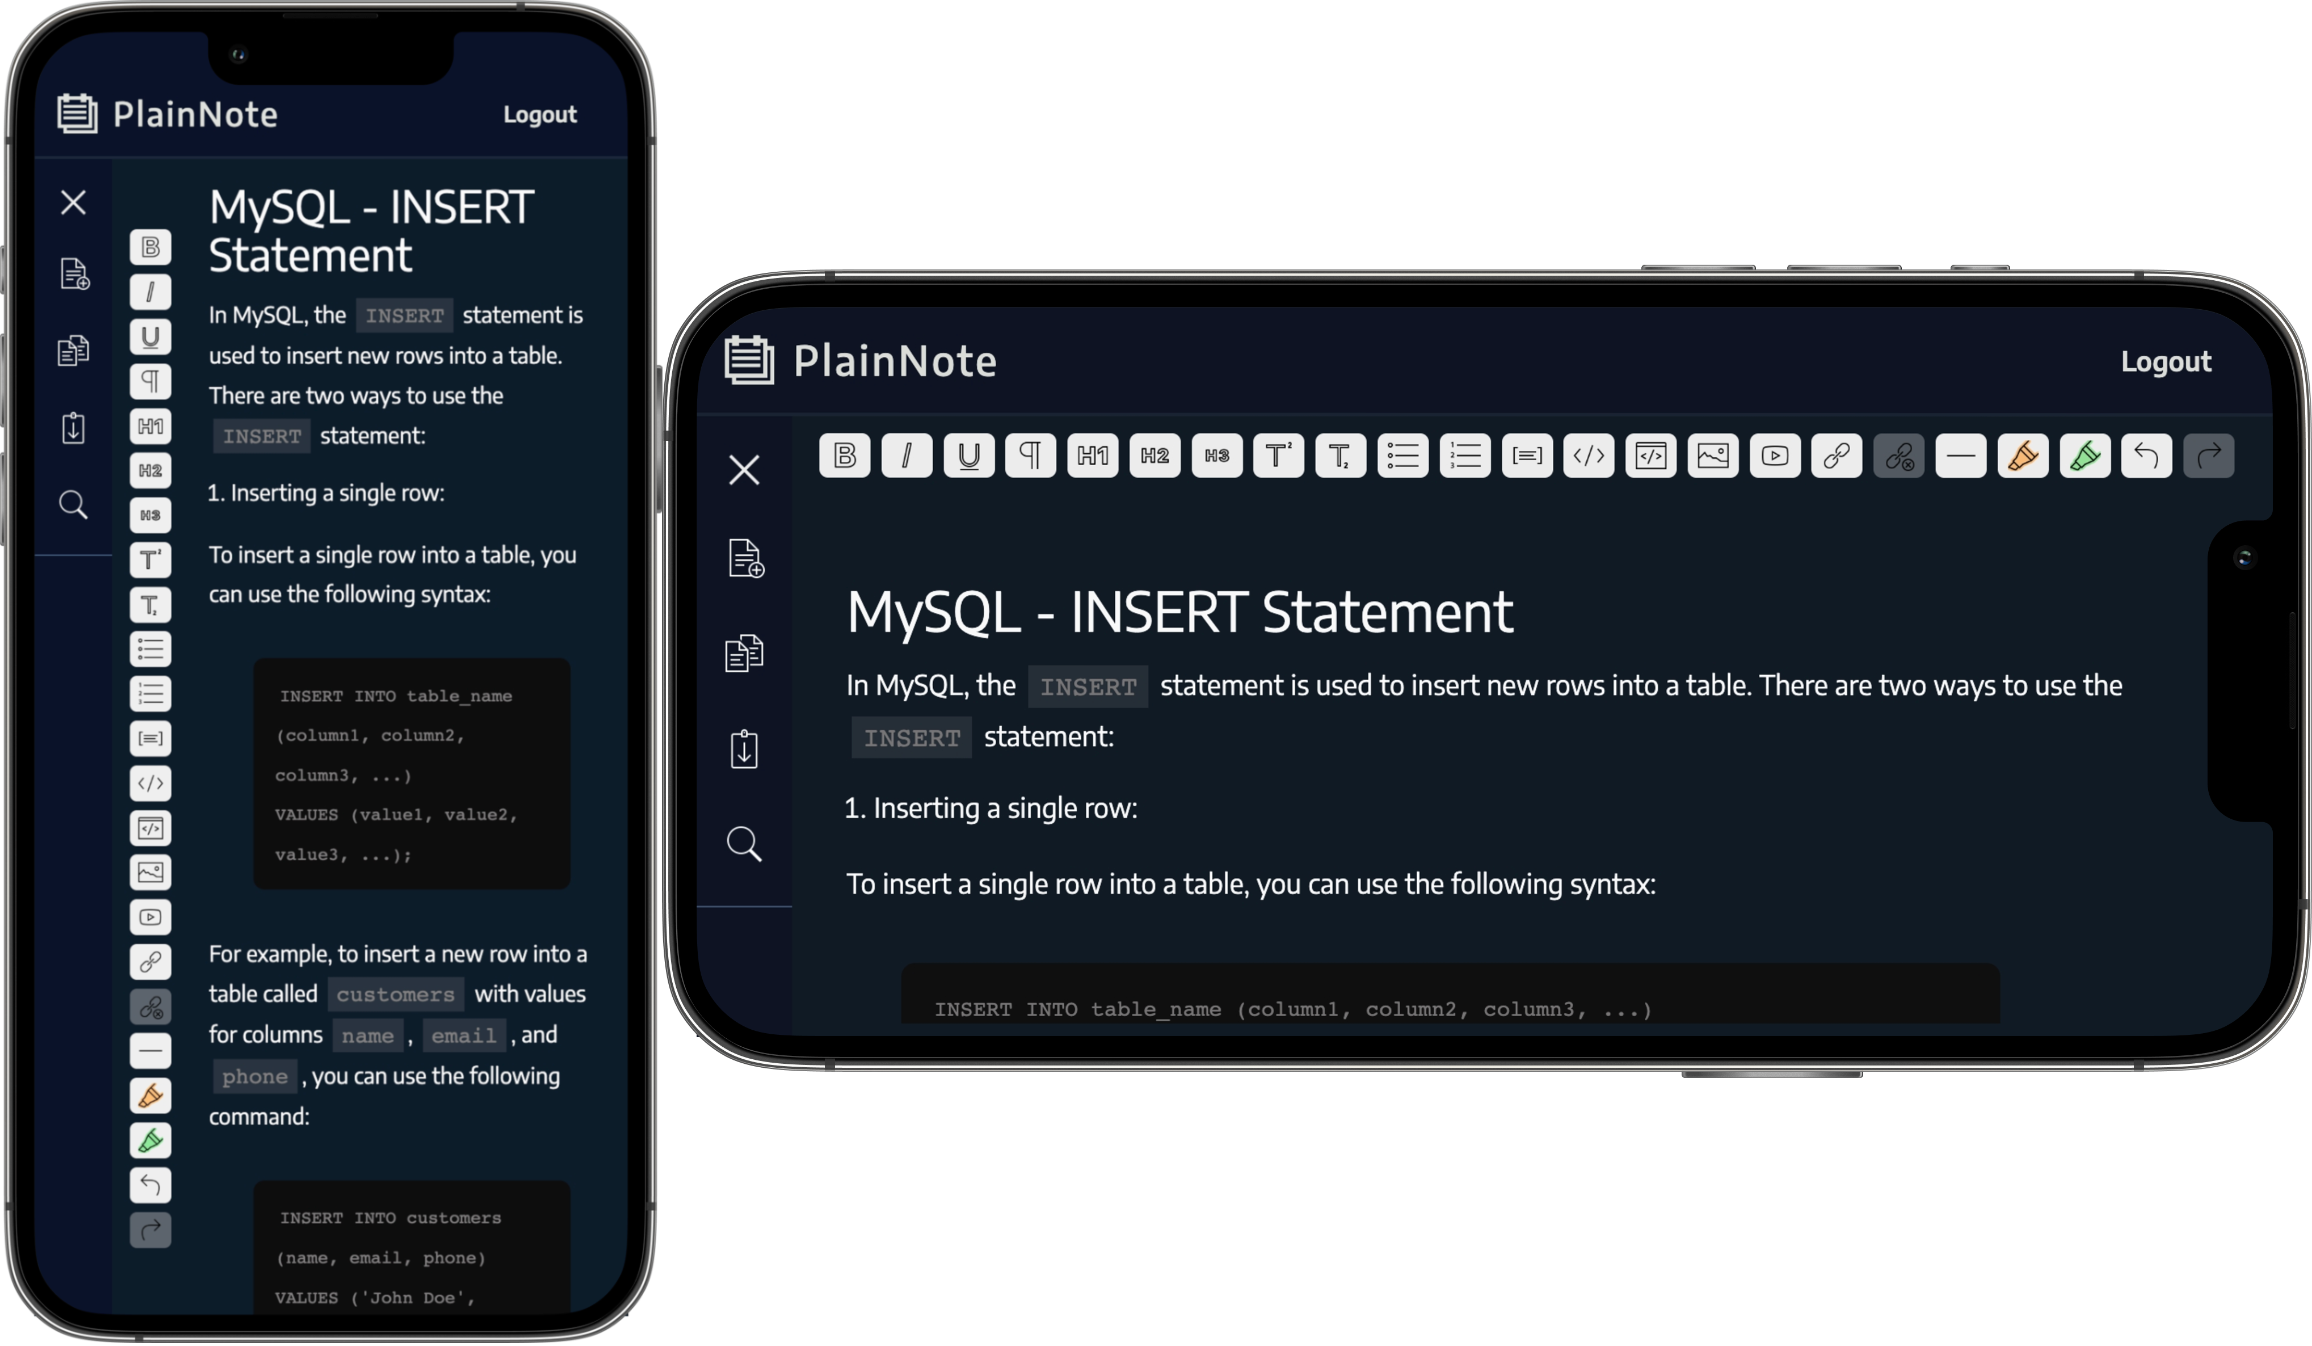 PlainNote
Logout
MySQL - INSERT
Statement
In MySQL, the INSERT statement is
used to insert new rows into a table.
There are two ways to use the
INSERT statement:
1. Inserting a single row:
To insert a single row into a table, you
can use the following syntax:
INSERT INTO table_name
(column1, column2,
column3, ...)
VALUES (value1, value2,
value3, ...);
For example, to insert a new row into a
table called customers with values
for columns name , email , and
phone , you can use the following
command:
INSERT INTO customers
(name, email, phone)
VALUES ('John Doe',
B
I
U
¶
H1
H2
H3
T²
T₂
[≡]
</>
</>
PlainNote
Logout
B I U ¶ H1 H2 H3 T² T₂ [≡] </> </>
MySQL - INSERT Statement
In MySQL, the INSERT statement is used to insert new rows into a table. There are two ways to use the
INSERT statement:
1. Inserting a single row:
To insert a single row into a table, you can use the following syntax:
INSERT INTO table_name (column1, column2, column3, ...)